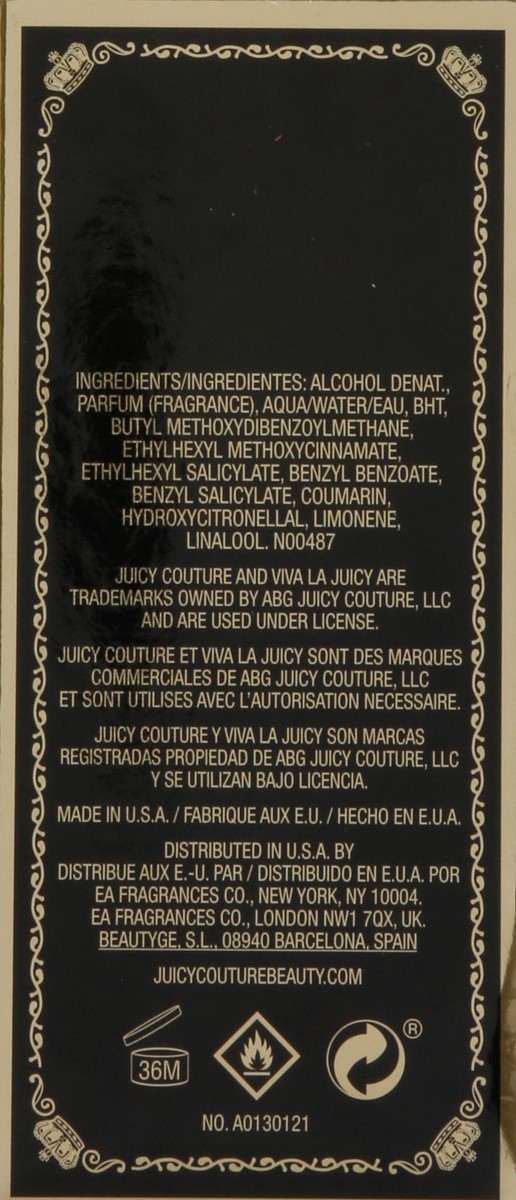 INGREDIENTS/INGREDIENTES: ALCOHOL DENAT.,
PARFUM (FRAGRANCE), AQUA/WATER/EAU, BHT,
BUTYL METHOXYDIBENZOYLMETHANE,
ETHYLHEXYL METHOXYCINNAMATE,
ETHYLHEXYL SALICYLATE, BENZYL BENZOATE,
BENZYL SALICYLATE, COUMARIN,
HYDROXYCITRONELLAL, LIMONENE,
LINALOOL. N00487
JUICY COUTURE AND VIVA LA JUICY ARE
TRADEMARKS OWNED BY ABG JUICY COUTURE, LLC
AND ARE USED UNDER LICENSE.
JUICY COUTURE ET VIVA LA JUICY SONT DES MARQUES
COMMERCIALES DE ABG JUICY COUTURE, LLC
ET SONT UTILISES AVEC L'AUTORISATION NECESSAIRE.
JUICY COUTURE Y VIVA LA JUICY SON MARCAS
REGISTRADAS PROPIEDAD DE ABG JUICY COUTURE, LLC
Y SE UTILIZAN BAJO LICENCIA.
MADE IN U.S.A. / FABRIQUE AUX E.U. / HECHO EN E.U.A.
DISTRIBUTED IN U.S.A. BY
DISTRIBUE AUX E.-U. PAR / DISTRIBUIDO EN E.U.A. POR
EA FRAGRANCES CO., NEW YORK, NY 10004.
EA FRAGRANCES CO., LONDON NW1 7QX, UK.
BEAUTYGE, S.L., 08940 BARCELONA, SPAIN
JUICYCOUTUREBEAUTY.COM
36M ®
NO. A0130121